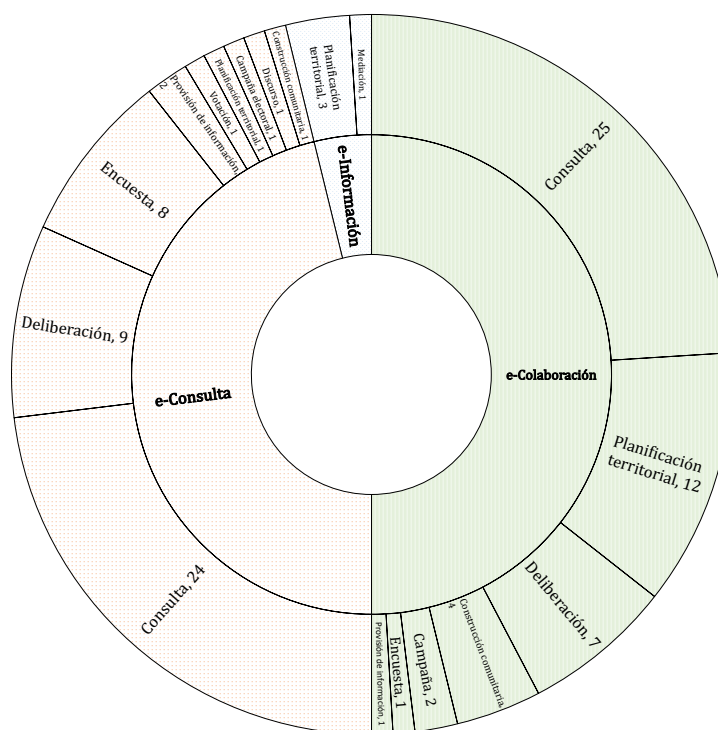 e-Colaboración
Consulta, 25
Planificación
territorial, 12
Deliberación, 7
Construcción comunitaria,
4
Campaña, 2
Encuesta, 1
Provisión de información, 1
e-Consulta
Consulta, 24
Deliberación, 9
Encuesta, 8
Provisión de información,
2
Votación, 1
Planificación territorial, 1
Campaña electoral, 1
Discurso, 1
Construcción comunitaria, 1
e-Información
Planificación
territorial, 3
Mediación, 1